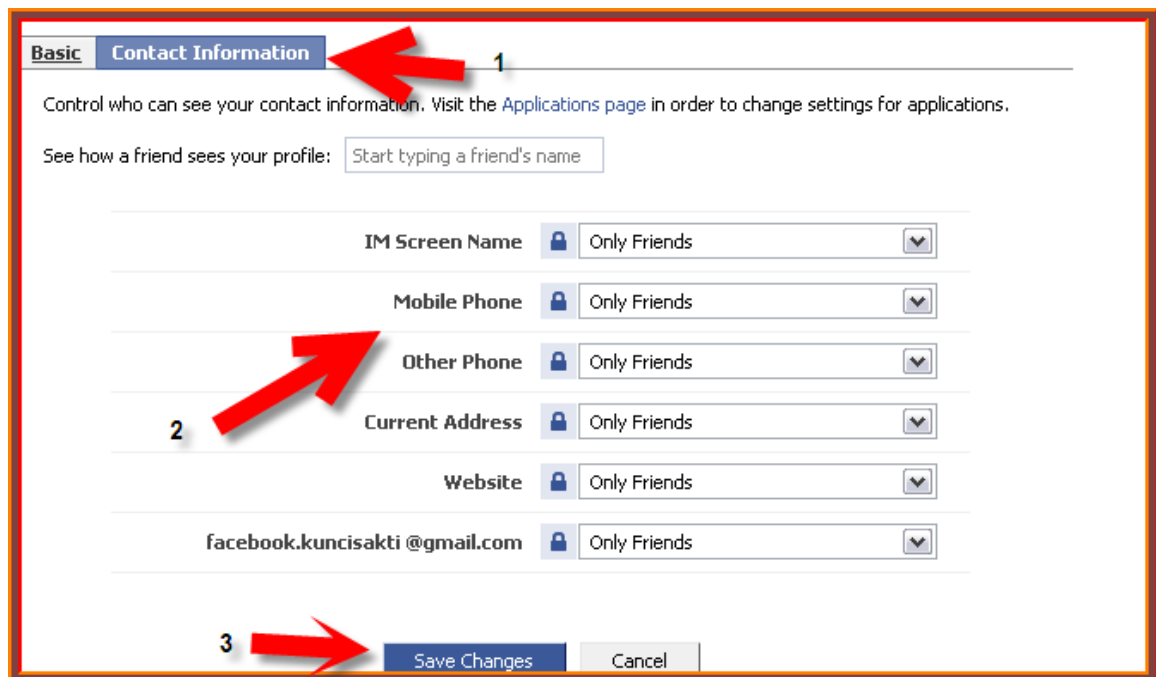 Basic Contact Information
1
Control who can see your contact information. Visit the Applications page in order to change settings for applications.
See how a friend sees your profile: Start typing a friend's name
IM Screen Name Only Friends
Mobile Phone Only Friends
Other Phone Only Friends
2 Current Address Only Friends
Website Only Friends
facebook.kuncisakti @gmail.com Only Friends
3 Save Changes Cancel